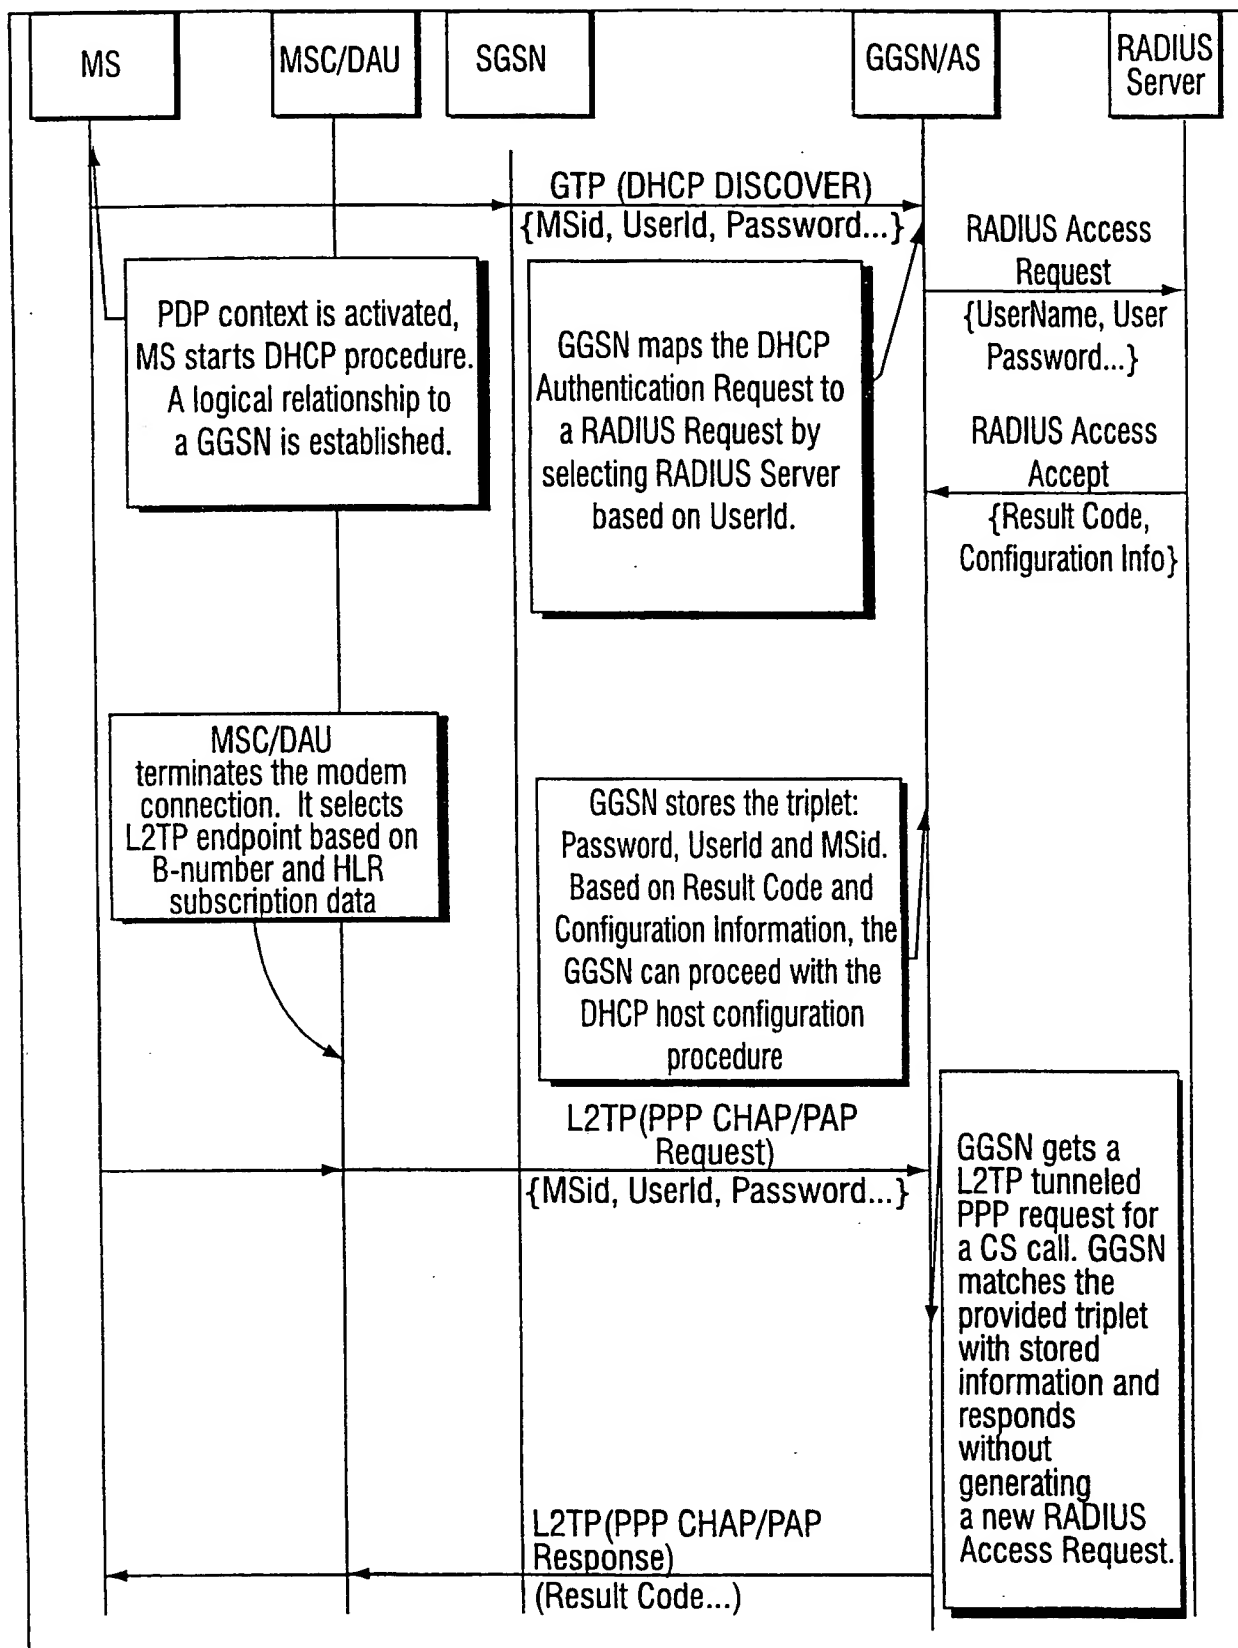 MS
MSC/DAU
SGSN
GGSN/AS
RADIUS
Server
GTP (DHCP DISCOVER)
{MSid, UserId, Password...}
RADIUS Access
Request
{UserName, User
Password...}
PDP context is activated,
MS starts DHCP procedure.
A logical relationship to
a GGSN is established.
GGSN maps the DHCP
Authentication Request to
a RADIUS Request by
selecting RADIUS Server
based on UserId.
RADIUS Access
Accept
{Result Code,
Configuration Info}
MSC/DAU
terminates the modem
connection. It selects
L2TP endpoint based on
B-number and HLR
subscription data
GGSN stores the triplet:
Password, UserId and MSid.
Based on Result Code and
Configuration Information, the
GGSN can proceed with the
DHCP host configuration
procedure
L2TP(PPP CHAP/PAP
Request)
{MSid, UserId, Password...}
GGSN gets a
L2TP tunneled
PPP request for
a CS call. GGSN
matches the
provided triplet
with stored
information and
responds
without
generating
a new RADIUS
Access Request.
L2TP(PPP CHAP/PAP
Response)
(Result Code...)